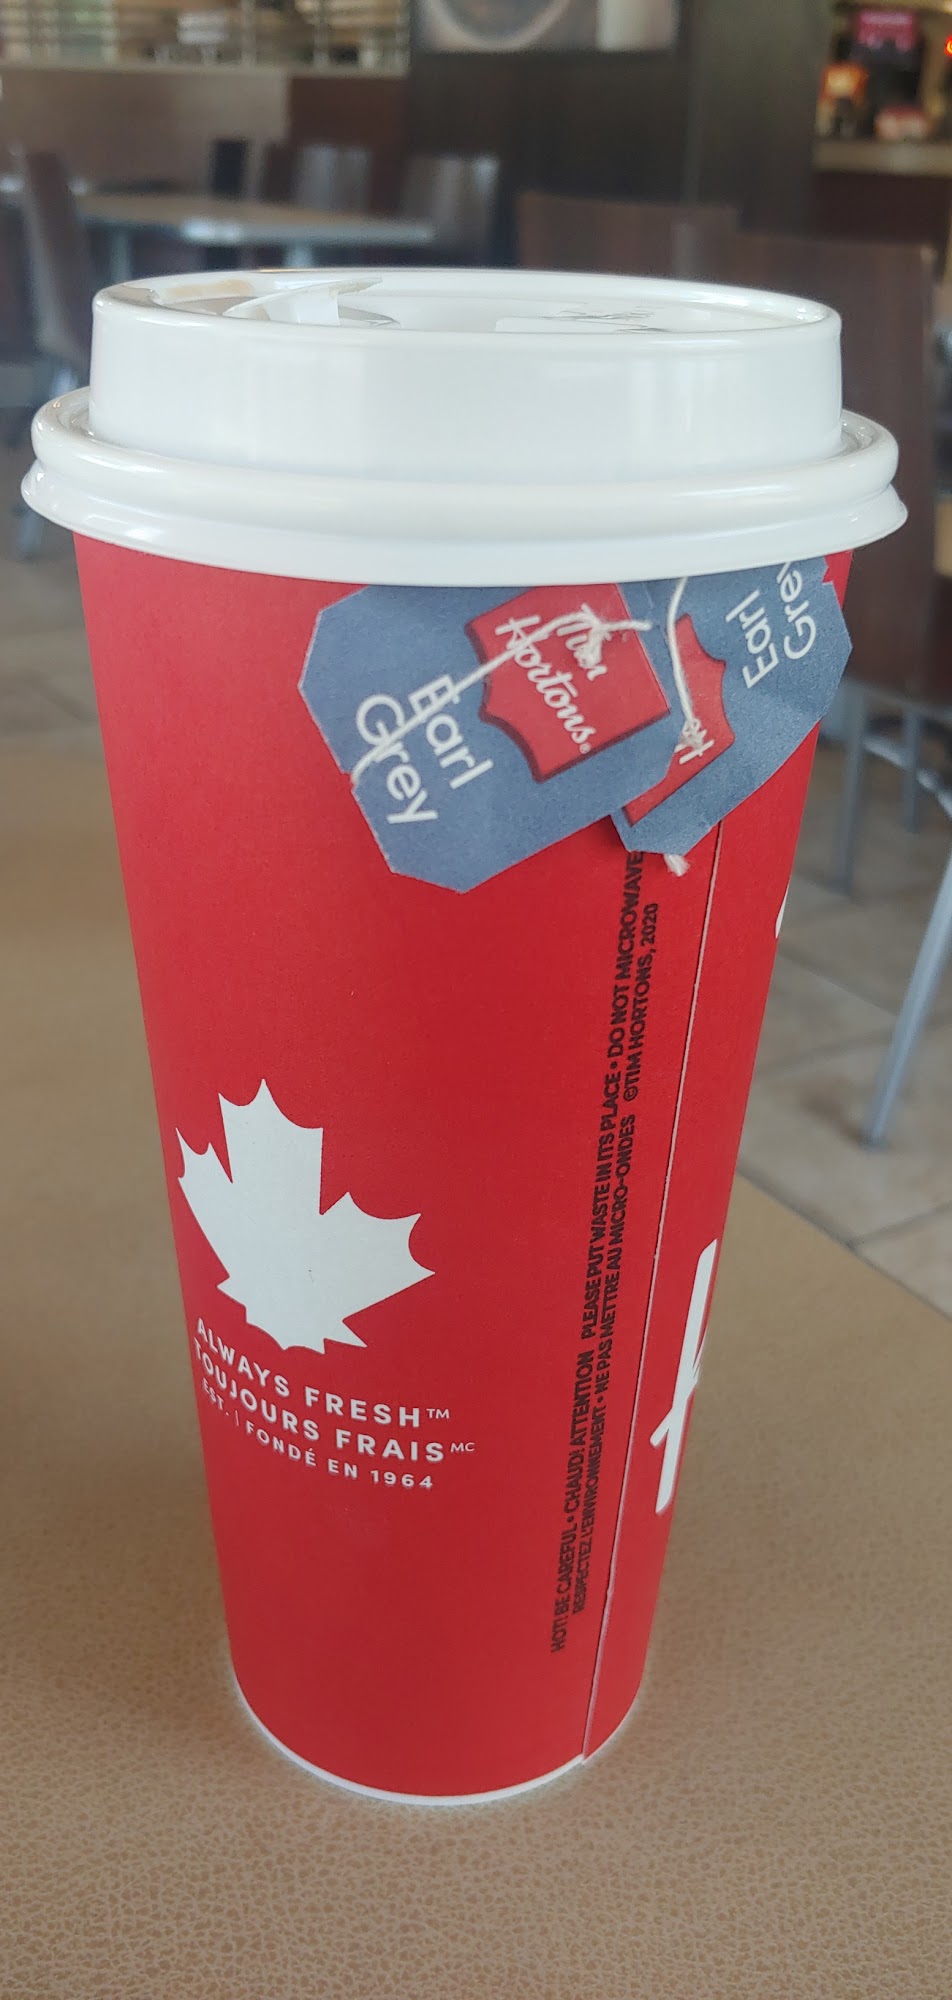 Tim
Hortons®
Earl
Grey
Earl
Grey
Ho
ALWAYS FRESH™
TOUJOURS FRAIS MC
EST. | FONDÉ EN 1964
HOT! BE CAREFUL • CHAUD! ATTENTION PLEASE PUT WASTE IN ITS PLACE • DO NOT MICROWAVE
RESPECTEZ L'ENVIRONNEMENT • NE PAS METTRE AU MICRO-ONDES ©TIM HORTONS, 2020